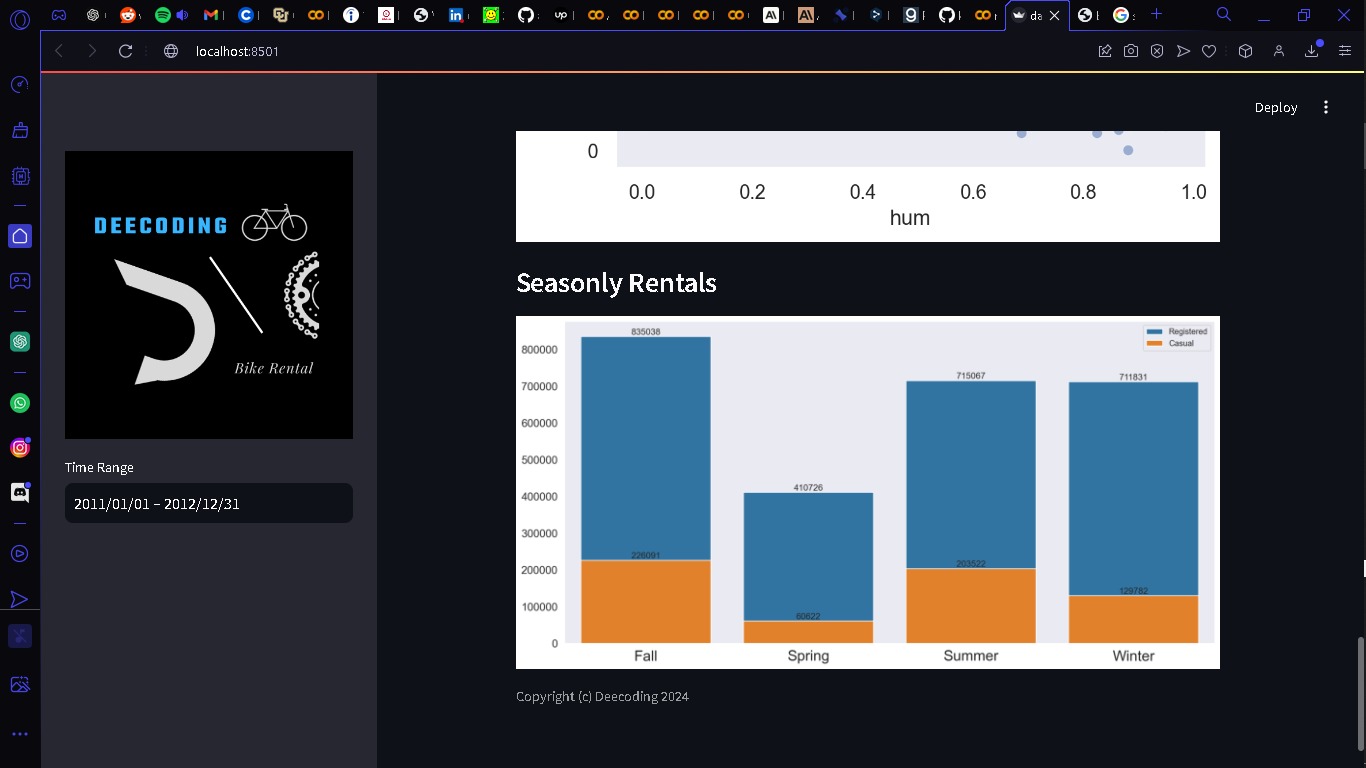 da
localhost:8501
Deploy
DEECODING
Bike Rental
Time Range
2011/01/01 – 2012/12/31
0
0.0 0.2 0.4 0.6 0.8 1.0
hum
Seasonly Rentals
Registered
Casual
800000
700000
600000
500000
400000
300000
200000
100000
0
835038
226091
410726
60622
715067
203522
711831
129782
Fall Spring Summer Winter
Copyright (c) Deecoding 2024